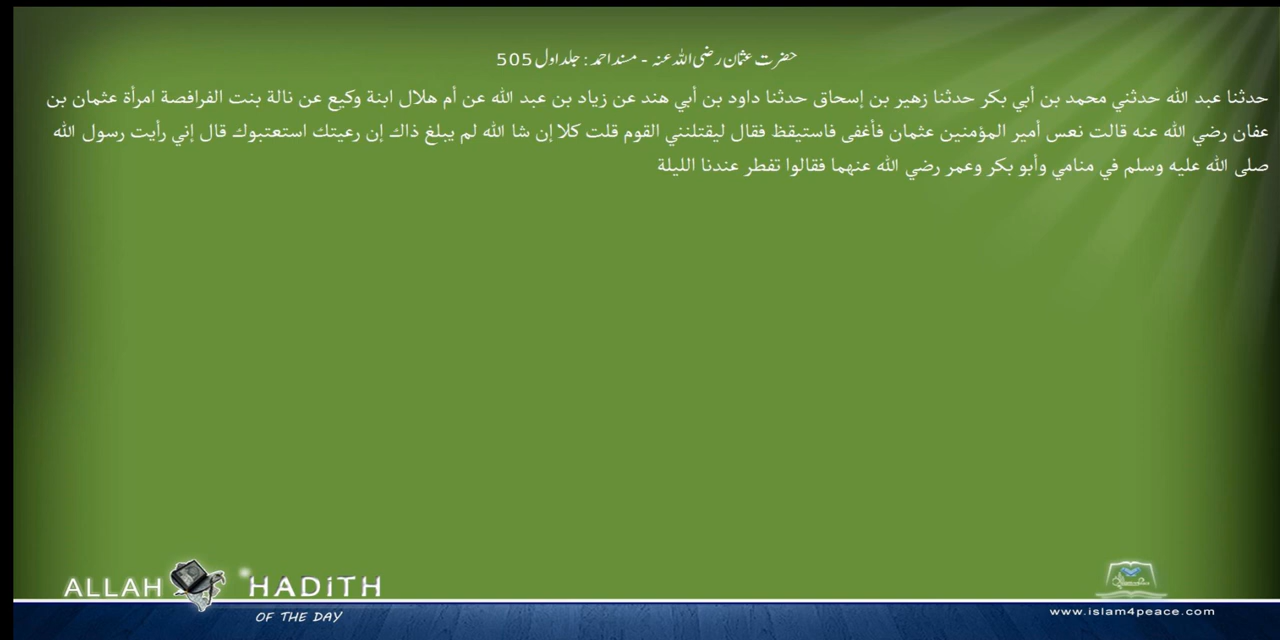 حضرت عثمان رضی اللہ عنہ - مسند احمد : جلد اول 505
حدثنا عبد الله حدثني محمد بن أبي بكر حدثنا زهير بن إسحاق حدثنا داود بن أبي هند عن زياد بن عبد الله عن أم هلال ابنة وكيع عن نالة بنت الفرافصة امرأة عثمان بن
عفان رضي الله عنه قالت نعس أمير المؤمنين عثمان فأغفى فاستيقظ فقال ليقتلنني القوم قلت كلا إن شا الله لم يبلغ ذاك إن رعيتك استعتبوك قال إني رأيت رسول الله
صلى الله عليه وسلم في منامي وأبو بكر وعمر رضي الله عنهما فقالوا تفطر عندنا الليلة
ALLAH HADITH
OF THE DAY
www.islam4peace.com